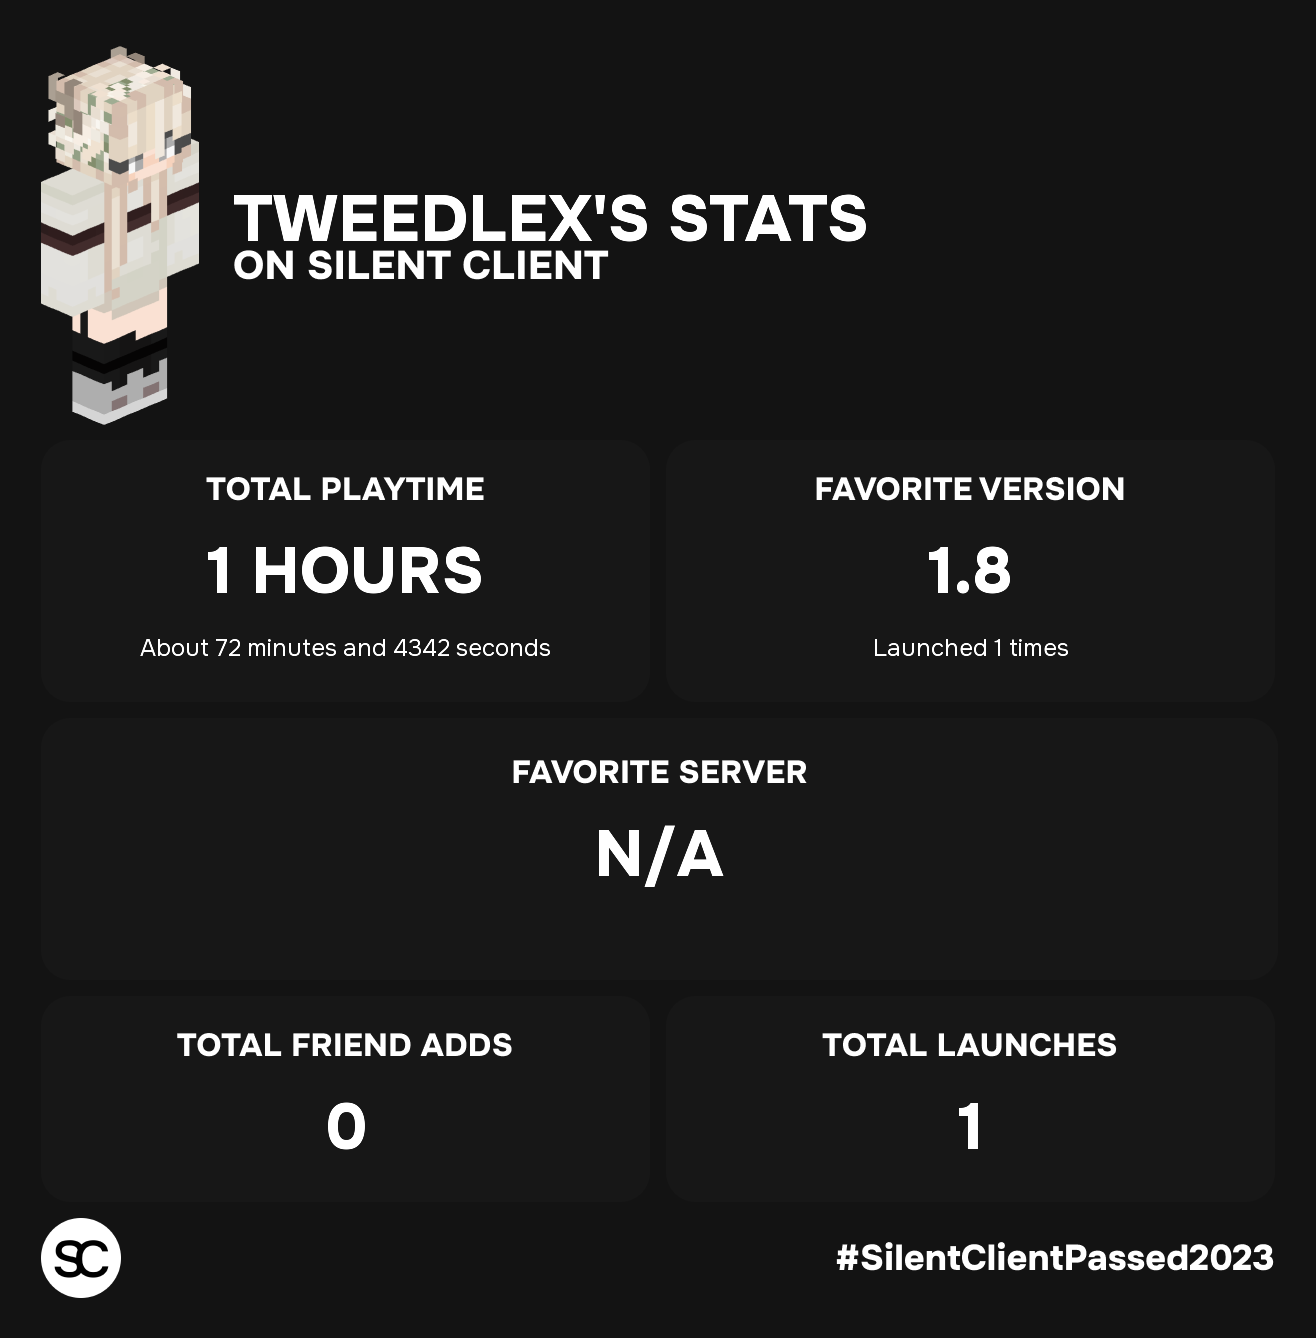 TWEEDLEX'S STATS
ON SILENT CLIENT
TOTAL PLAYTIME
1 HOURS
About 72 minutes and 4342 seconds
FAVORITE VERSION
1.8
Launched 1 times
FAVORITE SERVER
N/A
TOTAL FRIEND ADDS
0
TOTAL LAUNCHES
1
SC
#SilentClientPassed2023